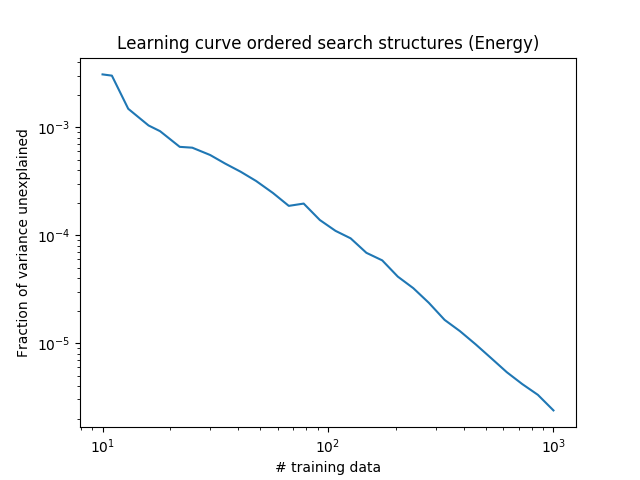 Learning curve ordered search structures (Energy)
Fraction of variance unexplained
10⁻³
10⁻⁴
10⁻⁵
10¹
10²
10³
# training data